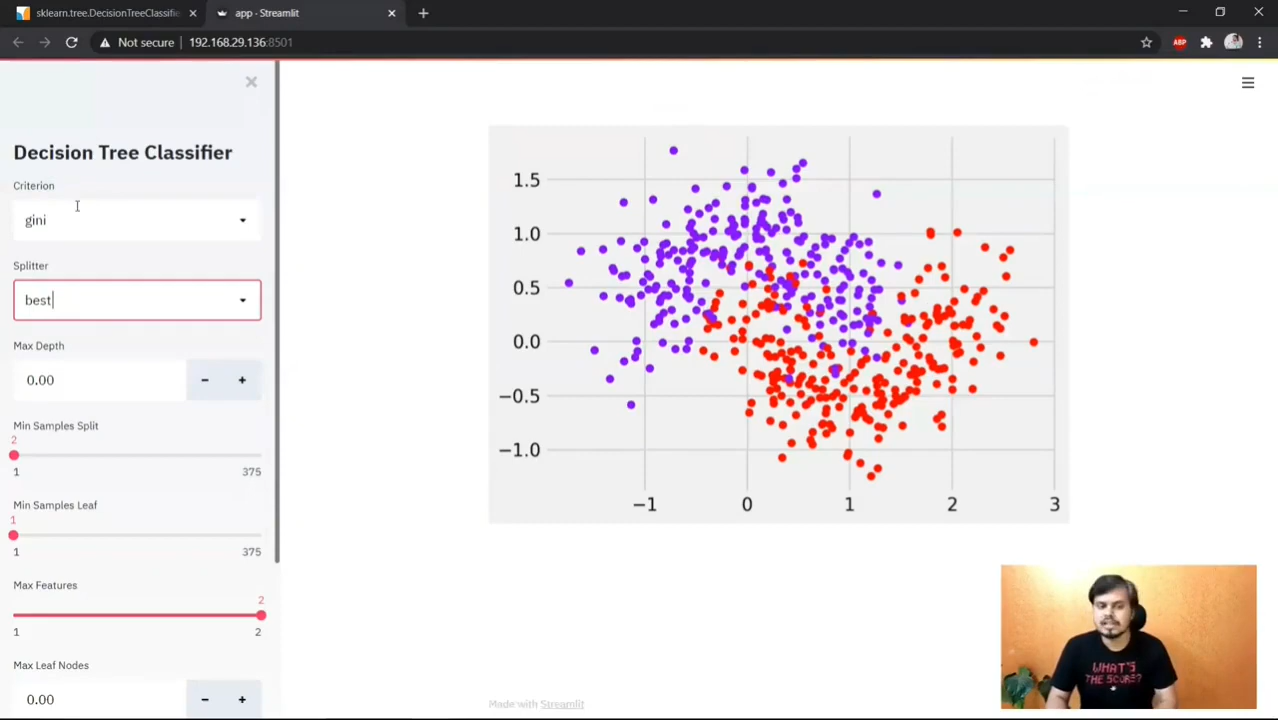 sklearn.tree.DecisionTreeClassifie
app · Streamlit
Not secure
192.168.29.136:8501
ABP
Decision Tree Classifier
Criterion
gini
Splitter
best
Max Depth
0.00
Min Samples Split
2
1
375
Min Samples Leaf
1
1
375
Max Features
2
1
2
Max Leaf Nodes
0.00
1.5
1.0
0.5
0.0
−0.5
−1.0
−1
0
1
2
3
Made with Streamlit
WHAT'S
THE SCORE?